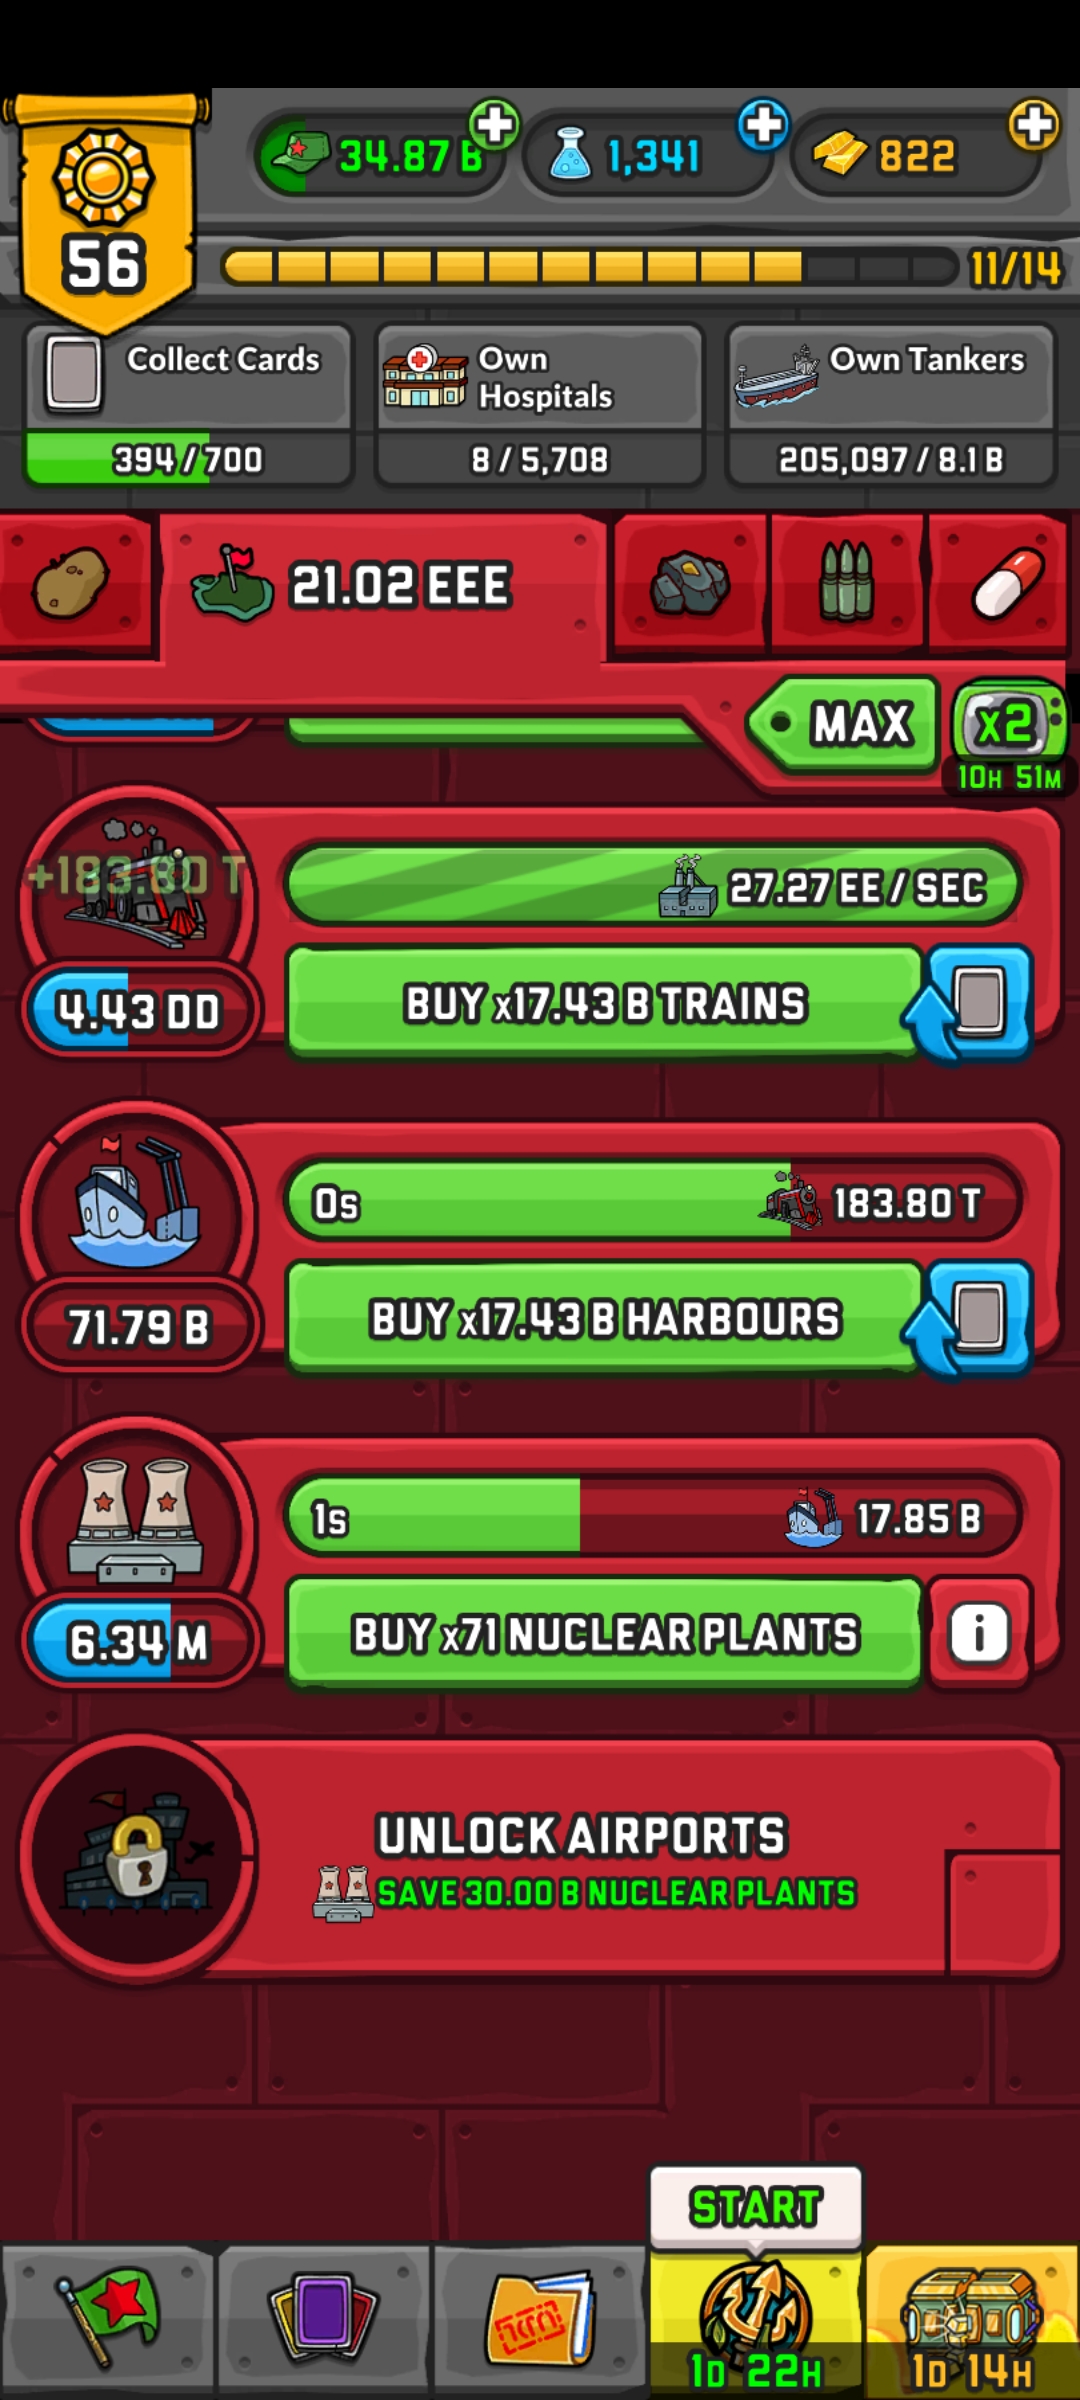 34.87 B
1,341
822
56
11/14
Collect Cards
394/700
Own
Hospitals
8/5,708
Own Tankers
205,097/8.1 B
21.02 EEE
MAX
x2
10H 51M
+183.80 T
27.27 EE/SEC
4.43 DD
BUY x17.43 B TRAINS
0s
183.80 T
71.79 B
BUY x17.43 B HARBOURS
1s
17.85 B
6.34 M
BUY x71 NUCLEAR PLANTS
i
UNLOCK AIRPORTS
SAVE 30.00 B NUCLEAR PLANTS
START
1D 22H
1D 14H